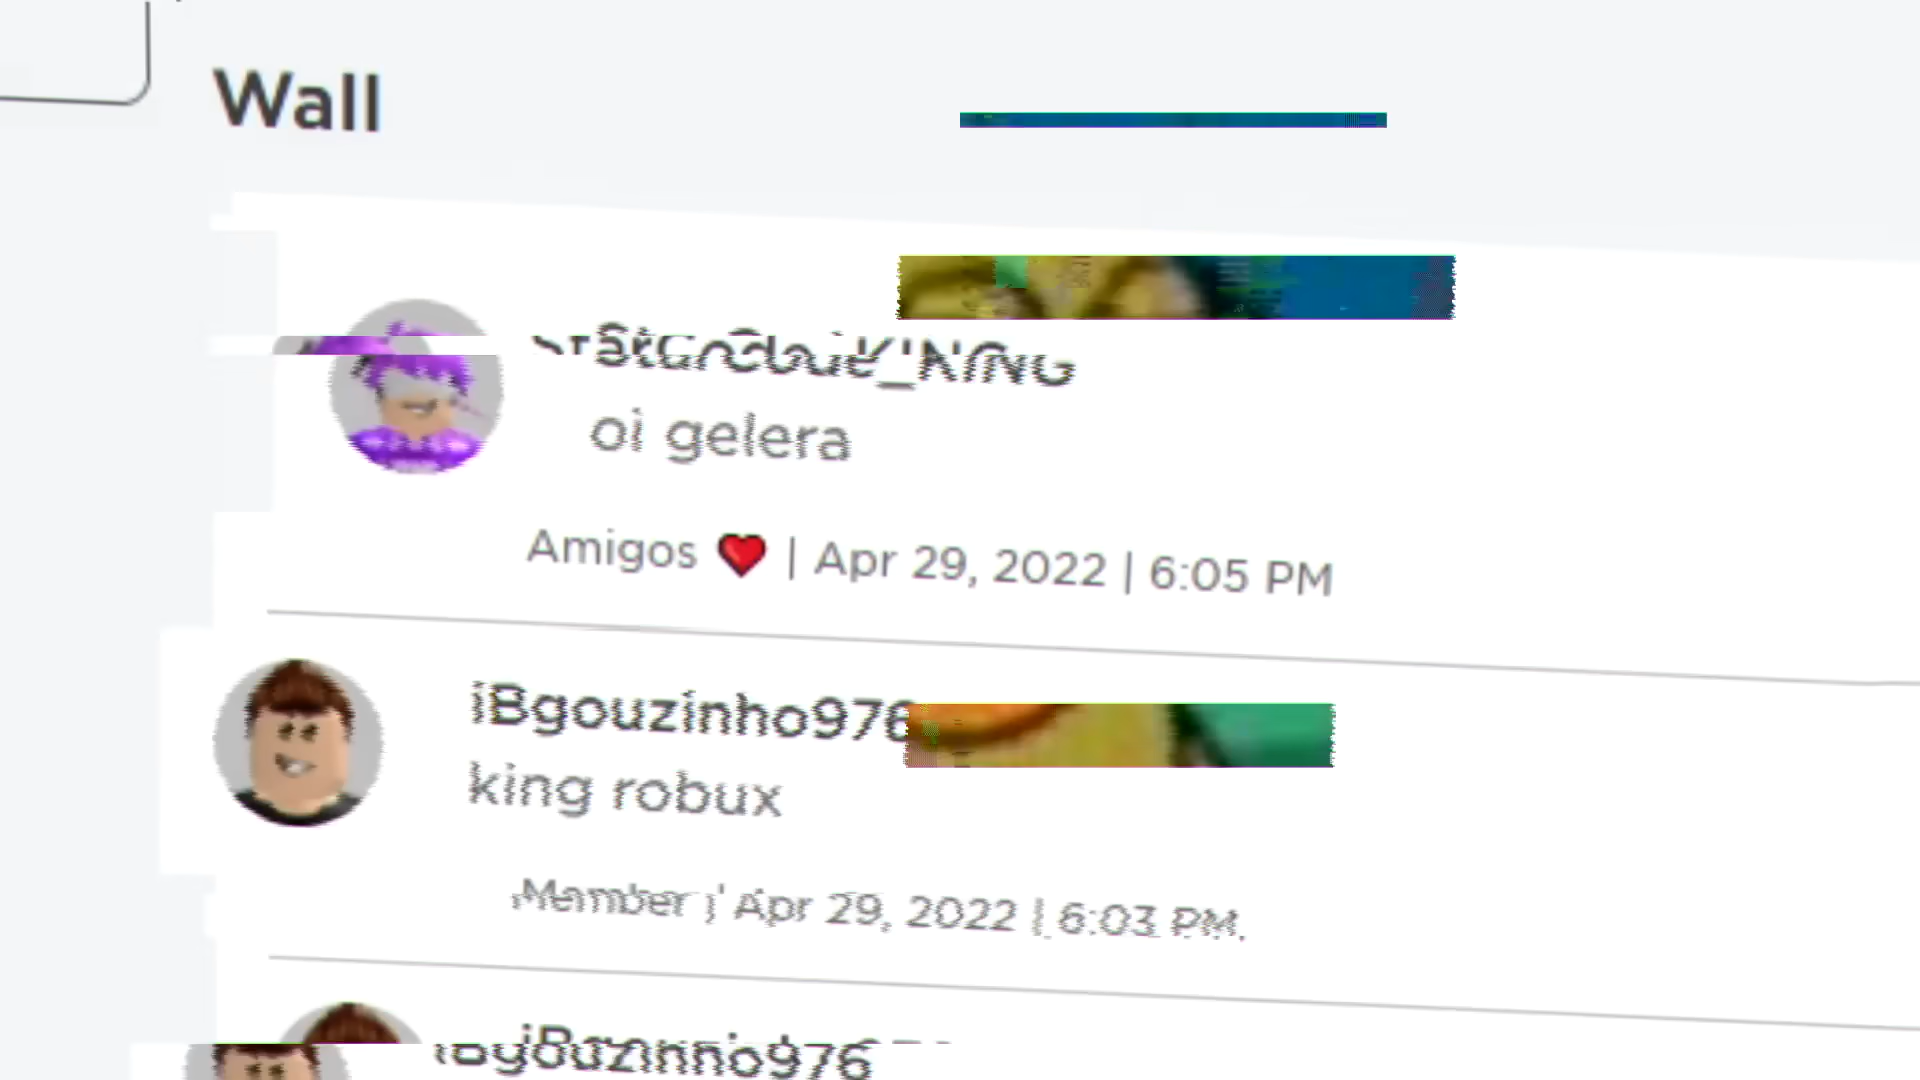 Wall
oi gelera
Amigos ❤️ | Apr 29, 2022 | 6:05 PM
iBgouzinho976
king robux
Member | Apr 29, 2022 | 6:03 PM
iBgouzinho976